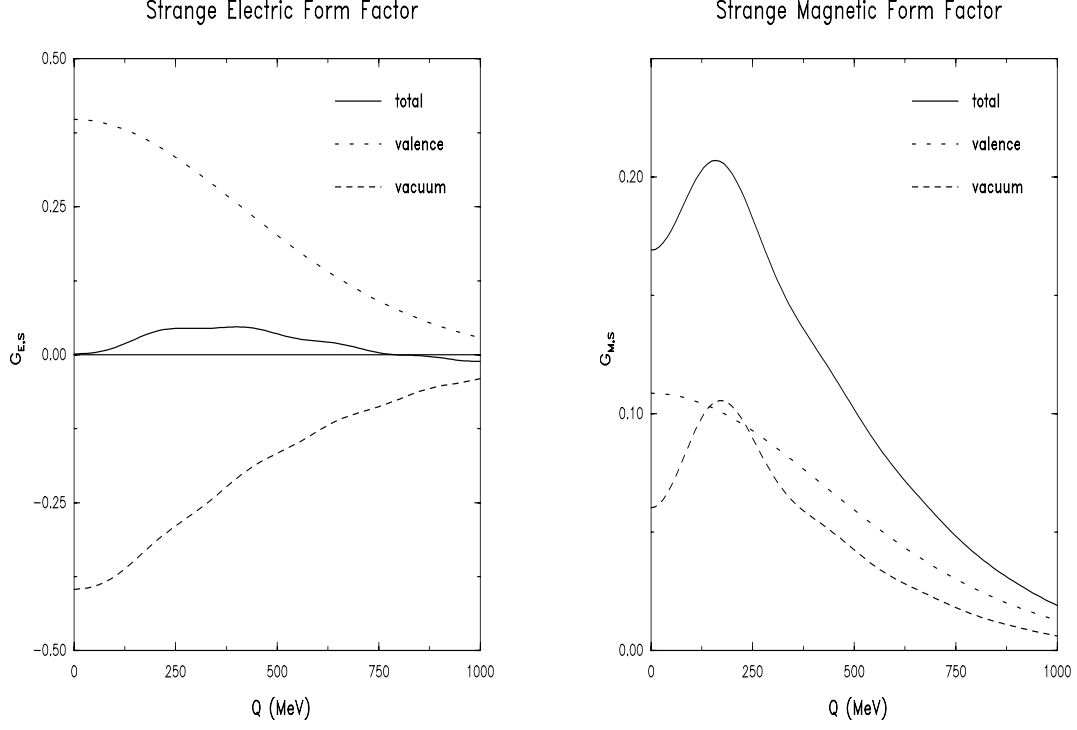 Strange Electric Form Factor
0.50
0.25
0.00
−0.25
−0.50
G_E,S
total
valence
vacuum
0 250 500 750 1000
Q (MeV)
Strange Magnetic Form Factor
0.20
0.10
0.00
G_M,S
total
valence
vacuum
0 250 500 750 1000
Q (MeV)